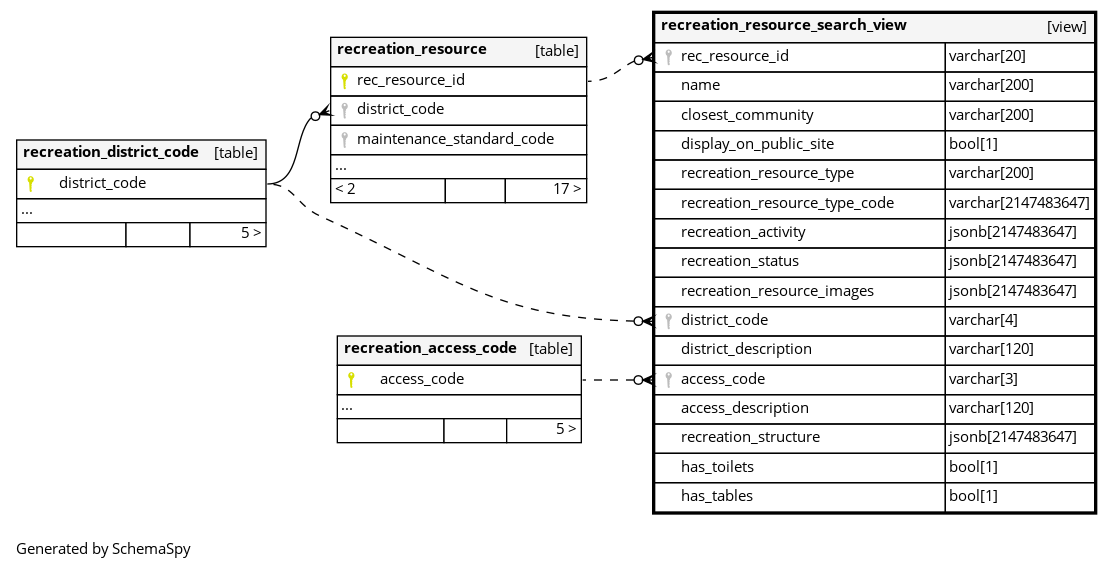 recreation_district_code [table]
district_code
...
5 >
recreation_resource [table]
rec_resource_id
district_code
maintenance_standard_code
...
< 2 17 >
recreation_access_code [table]
access_code
...
5 >
recreation_resource_search_view [view]
rec_resource_id varchar[20]
name varchar[200]
closest_community varchar[200]
display_on_public_site bool[1]
recreation_resource_type varchar[200]
recreation_resource_type_code varchar[2147483647]
recreation_activity jsonb[2147483647]
recreation_status jsonb[2147483647]
recreation_resource_images jsonb[2147483647]
district_code varchar[4]
district_description varchar[120]
access_code varchar[3]
access_description varchar[120]
recreation_structure jsonb[2147483647]
has_toilets bool[1]
has_tables bool[1]
Generated by SchemaSpy